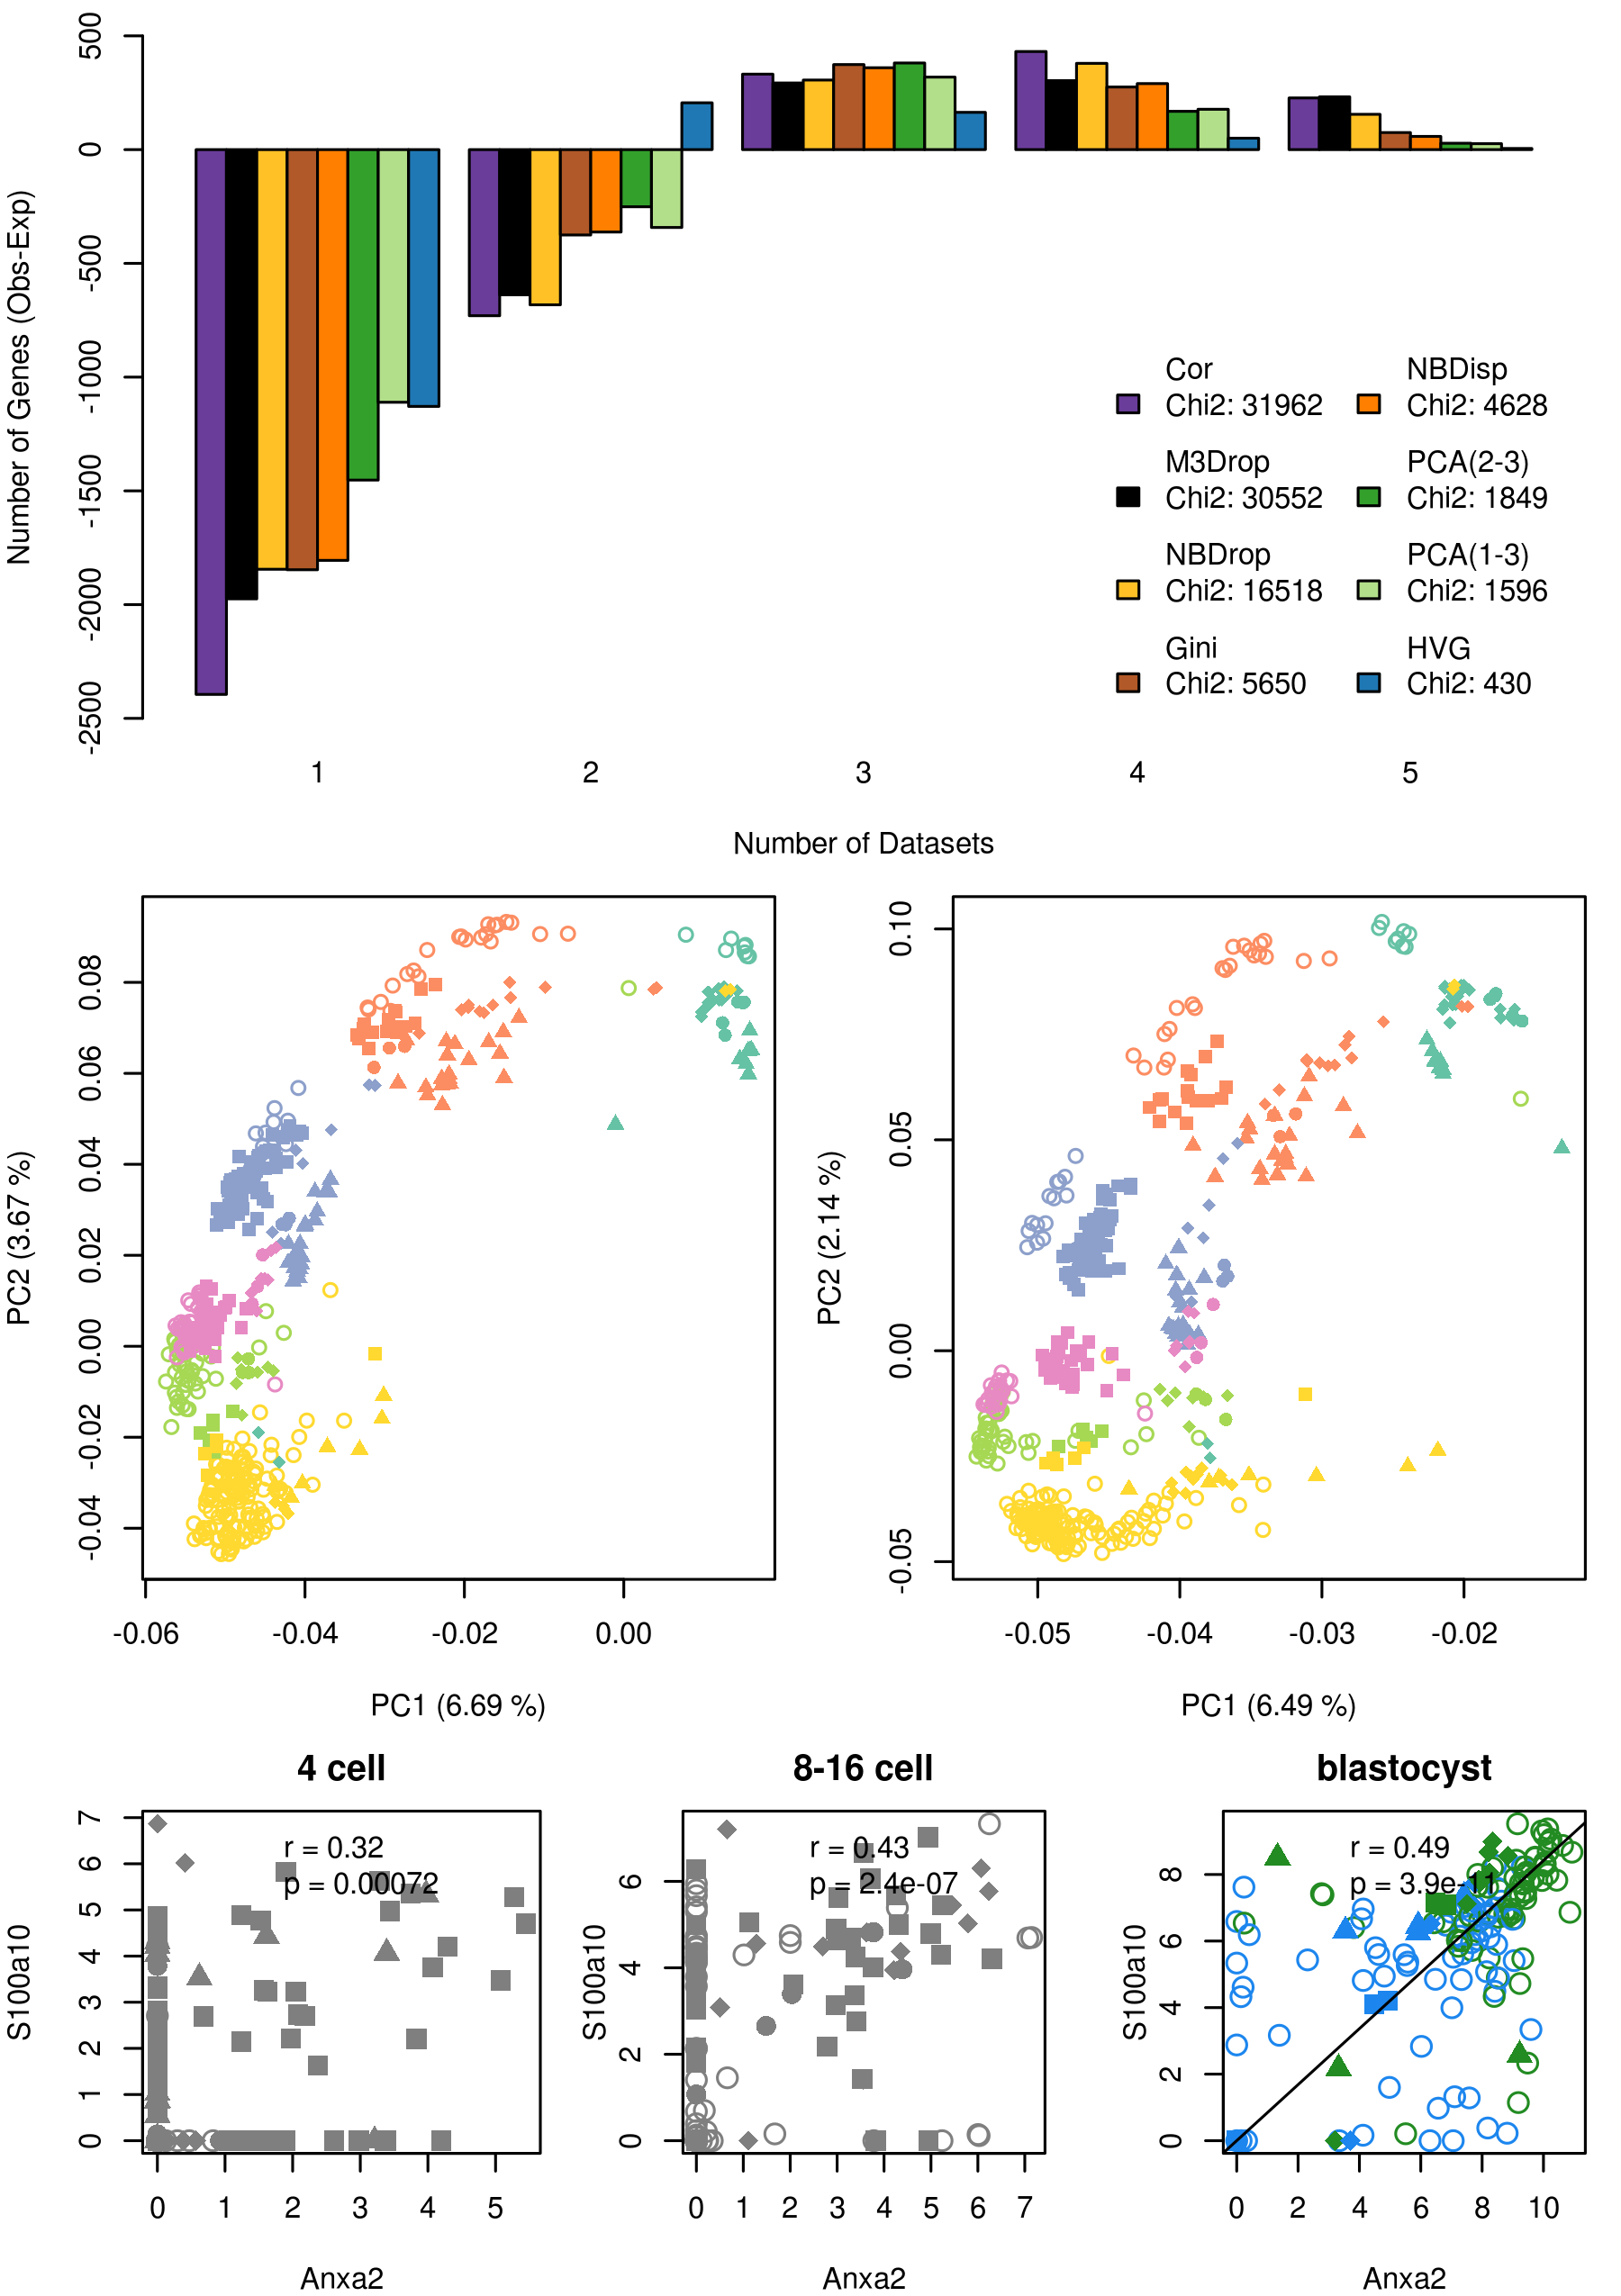 500
0
-500
-1000
-1500
-2000
-2500
Number of Genes (Obs-Exp)
Cor
Chi2: 31962
NBDisp
Chi2: 4628
M3Drop
Chi2: 30552
PCA(2-3)
Chi2: 1849
NBDrop
Chi2: 16518
PCA(1-3)
Chi2: 1596
Gini
Chi2: 5650
HVG
Chi2: 430
1 2 3 4 5
Number of Datasets
0.08
0.06
0.04
0.02
0.00
-0.02
-0.04
PC2 (3.67 %)
-0.06 -0.04 -0.02 0.00
PC1 (6.69 %)
0.10
0.05
0.00
-0.05
PC2 (2.14 %)
-0.05 -0.04 -0.03 -0.02
PC1 (6.49 %)
4 cell
r = 0.32
p = 0.00072
7
6
5
4
3
2
1
0
S100a10
0 1 2 3 4 5
Anxa2
8-16 cell
r = 0.43
p = 2.4e-07
6
4
2
0
S100a10
0 1 2 3 4 5 6 7
Anxa2
blastocyst
r = 0.49
p = 3.9e-11
8
6
4
2
0
S100a10
0 2 4 6 8 10
Anxa2